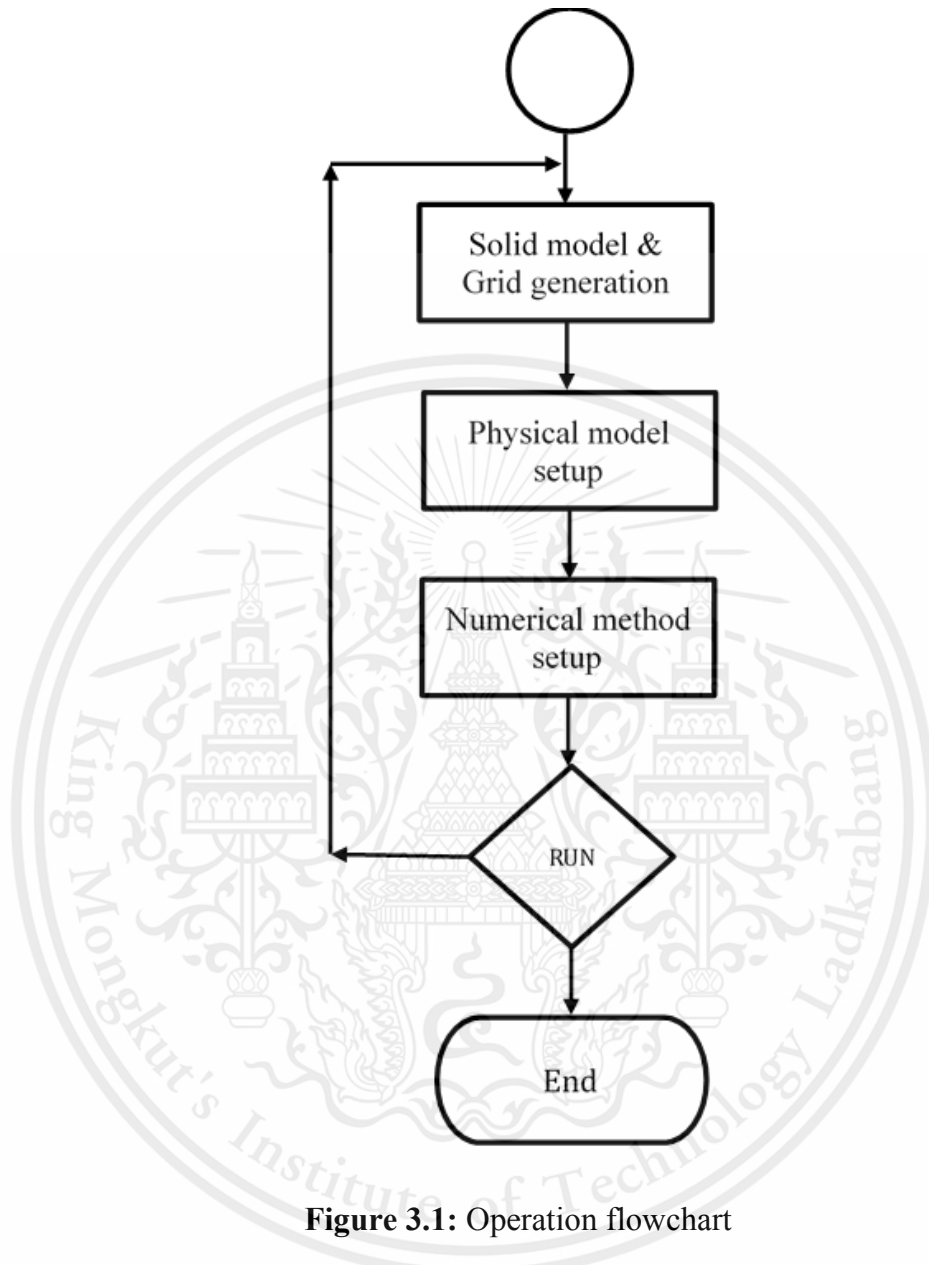 Solid model &
Grid generation
Physical model
setup
Numerical method
setup
RUN
End
King Mongkut's Institute of Technology Ladkrabang
Figure 3.1: Operation flowchart